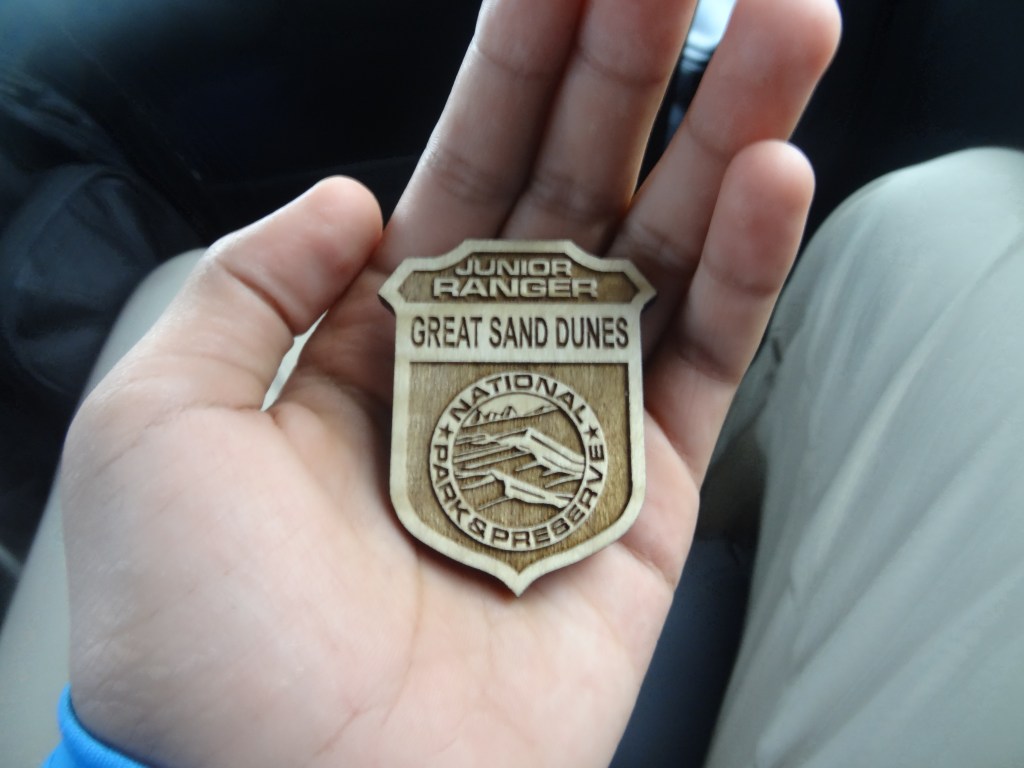 JUNIOR
RANGER
GREAT SAND DUNES
NATIONAL
PARK & PRESERVE